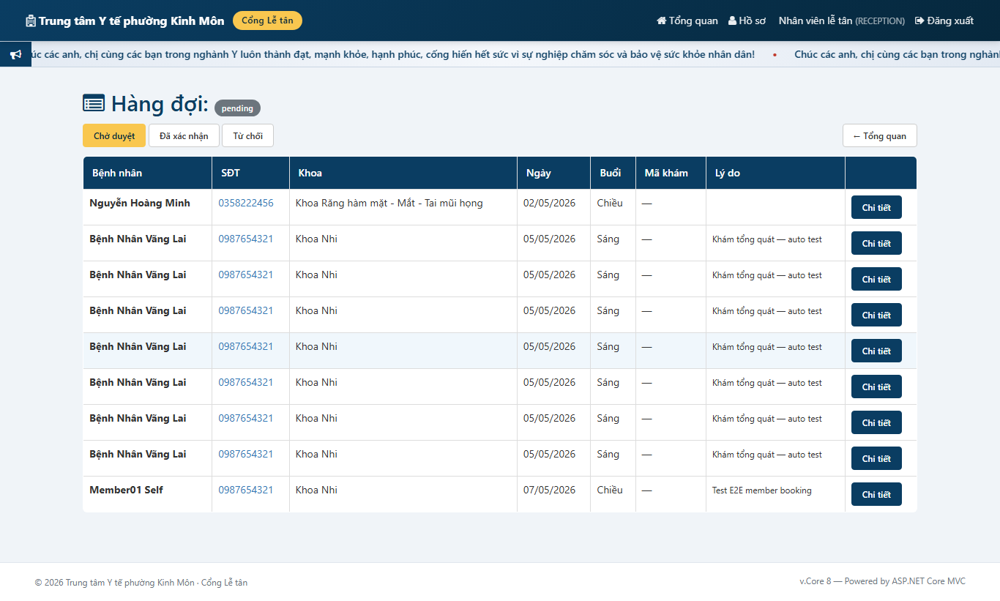 Trung tâm Y tế phường Kinh Môn Cổng Lễ tân Tổng quan Hồ sơ Nhân viên lễ tân (RECEPTION) Đăng xuất
úc các anh, chị cùng các bạn trong nghành Y luôn thành đạt, mạnh khỏe, hạnh phúc, cống hiến hết sức vì sự nghiệp chăm sóc và bảo vệ sức khỏe nhân dân! • Chúc các anh, chị cùng các bạn trong nghành
Hàng đợi: pending
Chờ duyệt Đã xác nhận Từ chối ← Tổng quan
Bệnh nhân SĐT Khoa Ngày Buổi Mã khám Lý do
Nguyễn Hoàng Minh 0358222456 Khoa Răng hàm mặt - Mắt - Tai mũi họng 02/05/2026 Chiều — Chi tiết
Bệnh Nhân Vãng Lai 0987654321 Khoa Nhi 05/05/2026 Sáng — Khám tổng quát — auto test Chi tiết
Bệnh Nhân Vãng Lai 0987654321 Khoa Nhi 05/05/2026 Sáng — Khám tổng quát — auto test Chi tiết
Bệnh Nhân Vãng Lai 0987654321 Khoa Nhi 05/05/2026 Sáng — Khám tổng quát — auto test Chi tiết
Bệnh Nhân Vãng Lai 0987654321 Khoa Nhi 05/05/2026 Sáng — Khám tổng quát — auto test Chi tiết
Bệnh Nhân Vãng Lai 0987654321 Khoa Nhi 05/05/2026 Sáng — Khám tổng quát — auto test Chi tiết
Bệnh Nhân Vãng Lai 0987654321 Khoa Nhi 05/05/2026 Sáng — Khám tổng quát — auto test Chi tiết
Bệnh Nhân Vãng Lai 0987654321 Khoa Nhi 05/05/2026 Sáng — Khám tổng quát — auto test Chi tiết
Member01 Self 0987654321 Khoa Nhi 07/05/2026 Chiều — Test E2E member booking Chi tiết
© 2026 Trung tâm Y tế phường Kinh Môn · Cổng Lễ tân v.Core 8 — Powered by ASP.NET Core MVC